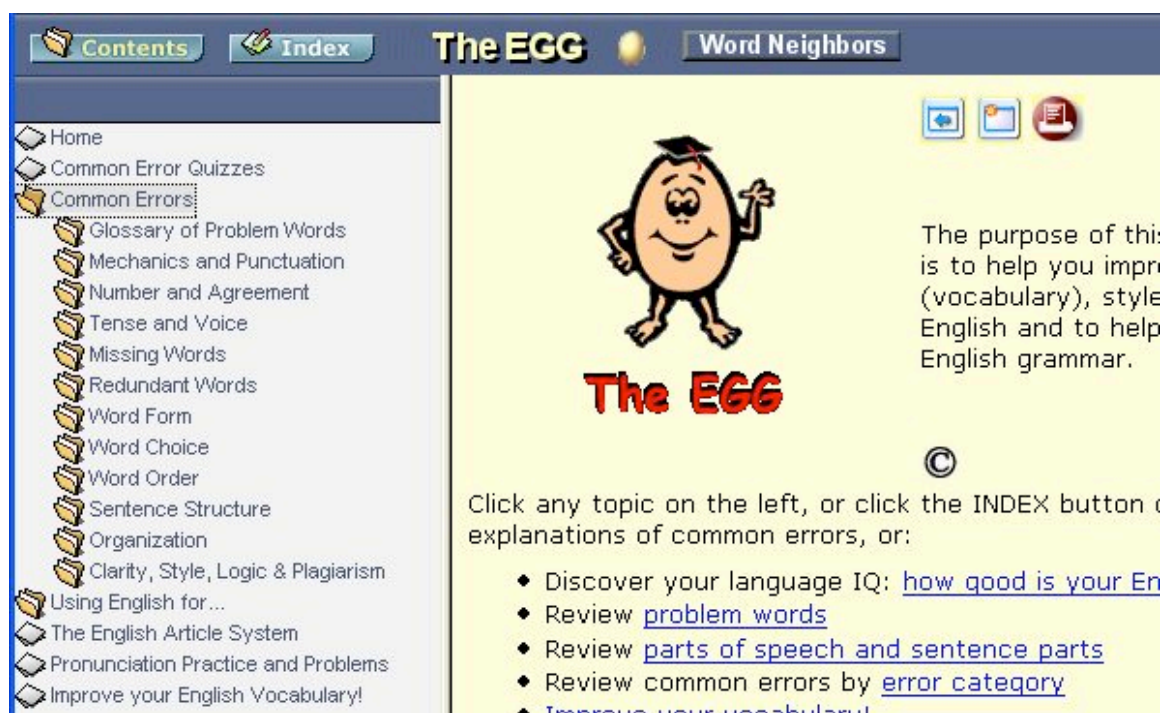 Contents Index The EGG Word Neighbors
Home
Common Error Quizzes
Common Errors
Glossary of Problem Words
Mechanics and Punctuation
Number and Agreement
Tense and Voice
Missing Words
Redundant Words
Word Form
Word Choice
Word Order
Sentence Structure
Organization
Clarity, Style, Logic & Plagiarism
Using English for...
The English Article System
Pronunciation Practice and Problems
Improve your English Vocabulary!
The EGG
The purpose of this
is to help you impr
(vocabulary), style
English and to help
English grammar.
©
Click any topic on the left, or click the INDEX button
explanations of common errors, or:
• Discover your language IQ: how good is your En
• Review problem words
• Review parts of speech and sentence parts
• Review common errors by error category
• Improve your vocabulary!